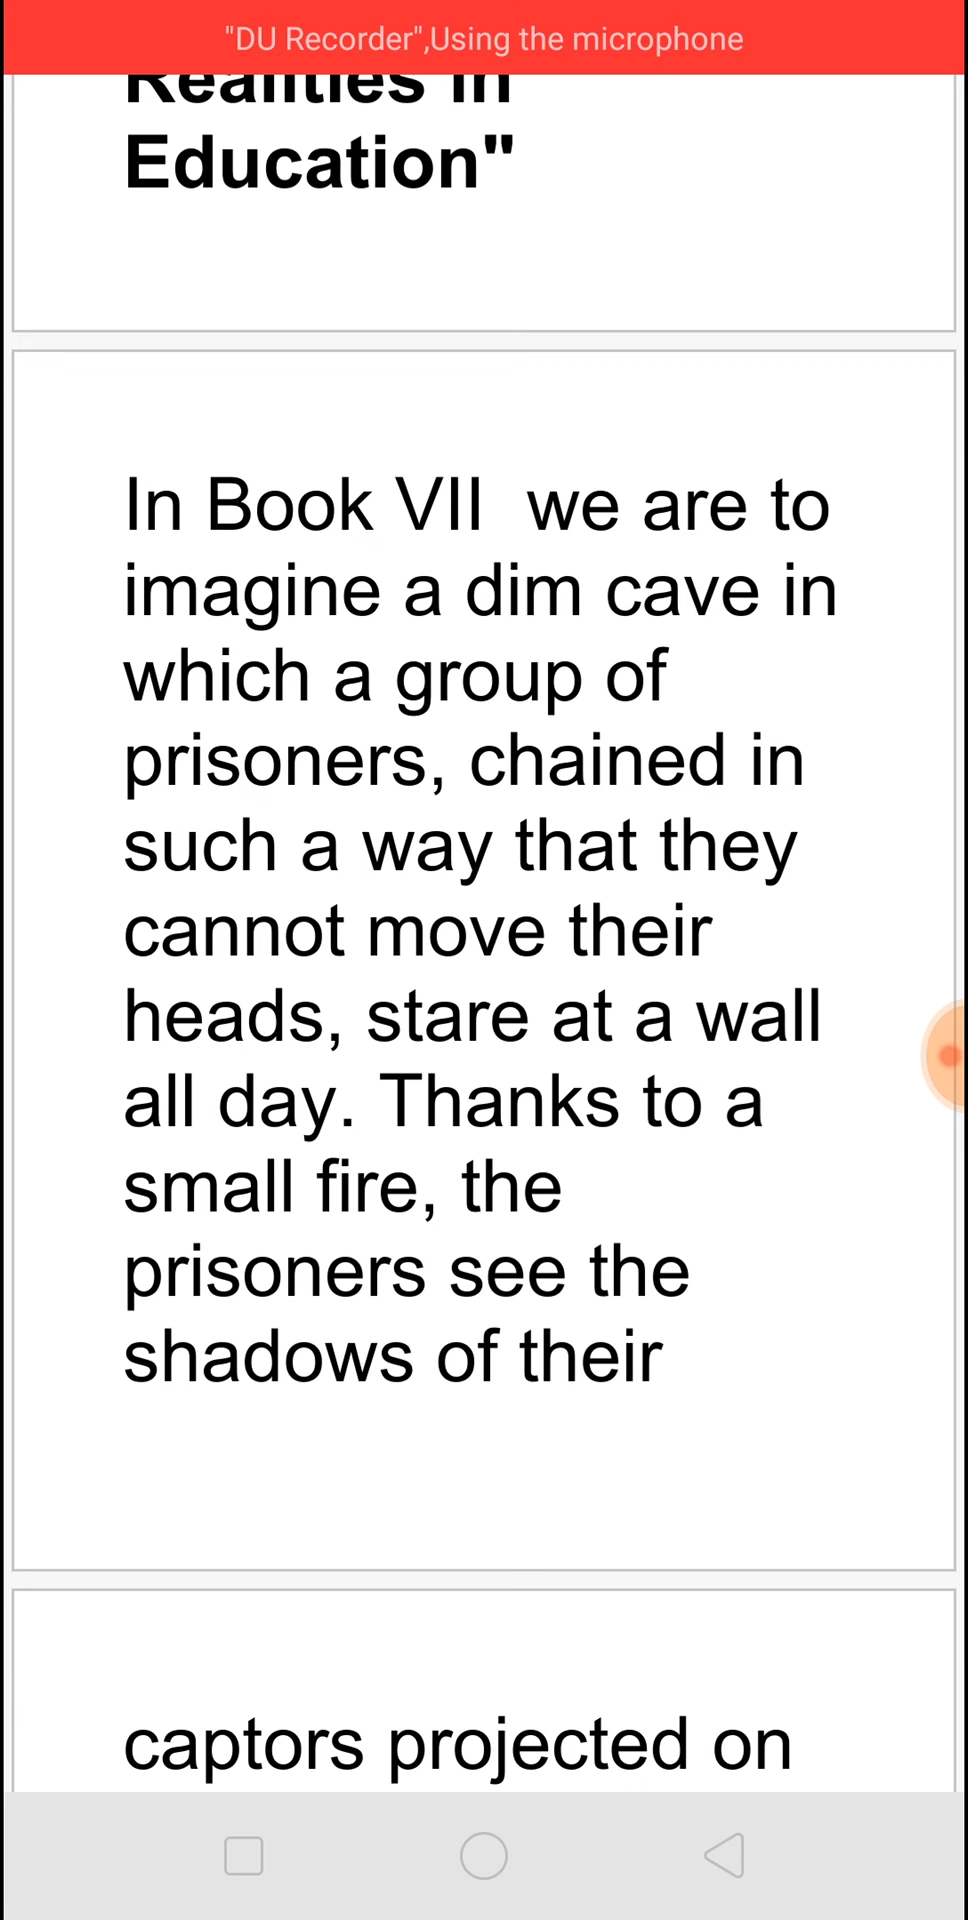 "DU Recorder",Using the microphone
Realities in
Education"
In Book VII  we are to
imagine a dim cave in
which a group of
prisoners, chained in
such a way that they
cannot move their
heads, stare at a wall
all day. Thanks to a
small fire, the
prisoners see the
shadows of their
captors projected on